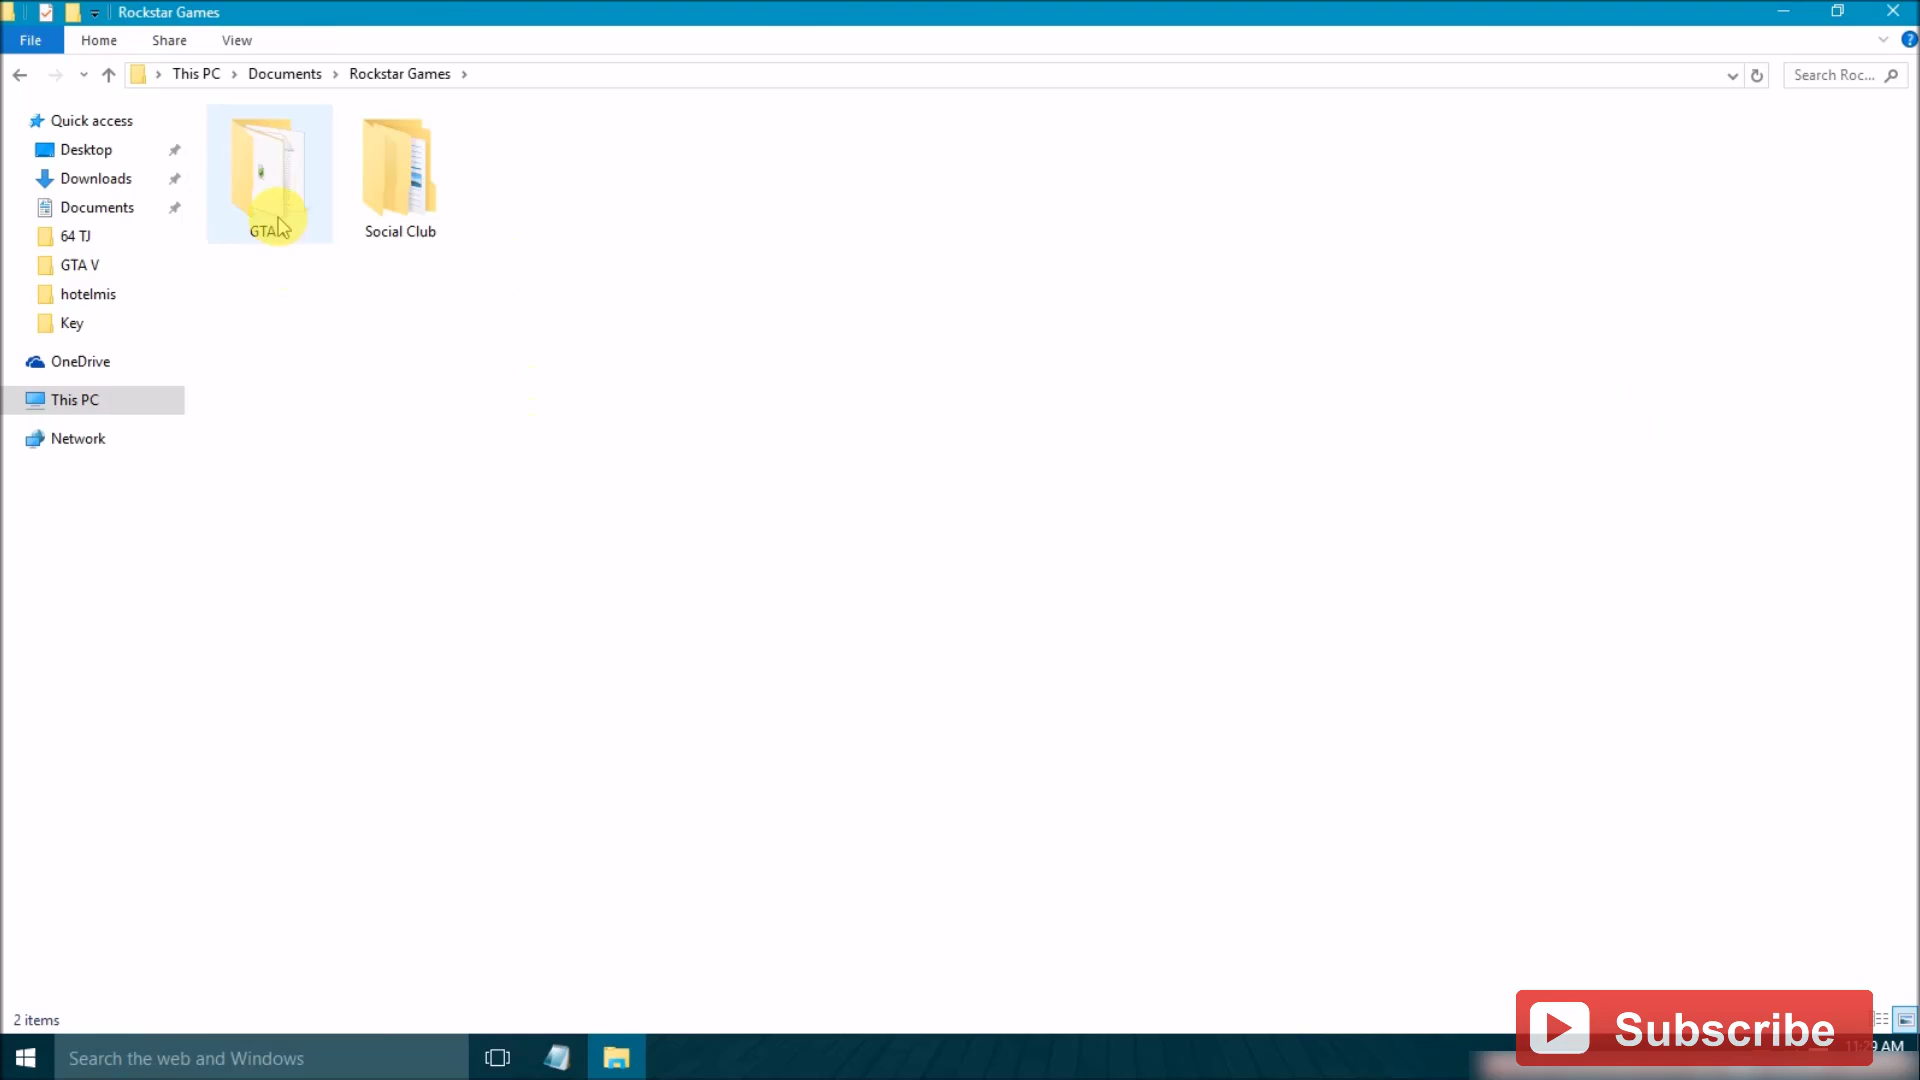 Rockstar Games
File Home Share View
This PC Documents Rockstar Games
Search Roc...
Quick access
Desktop
Downloads
Documents
64 TJ
GTA V
hotelmis
Key
OneDrive
This PC
Network
Social Club
2 items
Subscribe
Search the web and Windows